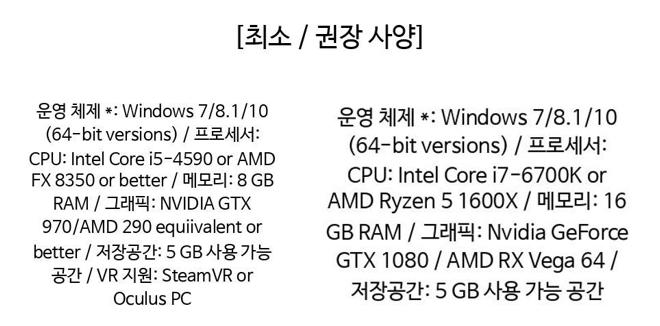 [최소 / 권장 사양]
운영 체제 *: Windows 7/8.1/10
(64-bit versions) / 프로세서:
CPU: Intel Core i5-4590 or AMD
FX 8350 or better / 메모리: 8 GB
RAM / 그래픽: NVIDIA GTX
970/AMD 290 equiivalent or
better / 저장공간: 5 GB 사용 가능
공간 / VR 지원: SteamVR or
Oculus PC
운영 체제 *: Windows 7/8.1/10
(64-bit versions) / 프로세서:
CPU: Intel Core i7-6700K or
AMD Ryzen 5 1600X / 메모리: 16
GB RAM / 그래픽: Nvidia GeForce
GTX 1080 / AMD RX Vega 64 /
저장공간: 5 GB 사용 가능 공간